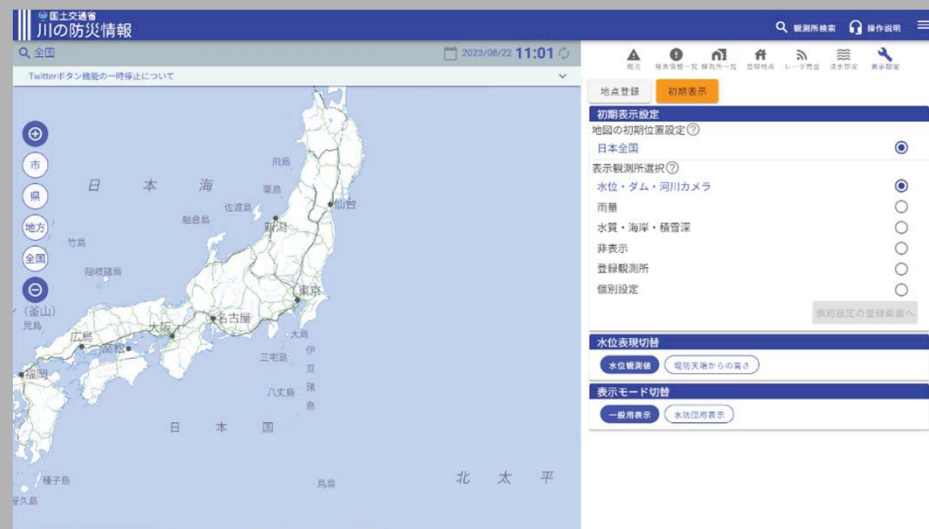 国土交通省
川の防災情報
観測所検索
操作説明
全国
2023/08/22 11:01
Twitterボタン機能の一時停止について
概況
発表情報一覧
観測所一覧
登録地点
レーダ雨量
浸水想定
表示設定
地点登録
初期表示
初期表示設定
地図の初期位置設定?
日本全国
表示観測所選択?
水位・ダム・河川カメラ
雨量
水質・海岸・積雪深
非表示
登録観測所
個別設定
個別設定の登録画面へ
水位表現切替
水位観測値
堤防天端からの高さ
表示モード切替
一般用表示
水防団用表示
市
県
地方
全国
飛島
日本海
粟島
佐渡島
仙台
舳倉島
新潟
竹島
隠岐諸島
東京
(釜山)
名古屋
大阪
広島
高松
大島
三宅島
伊豆諸島
福岡
八丈島
日本国
種子島
鳥島
北太平